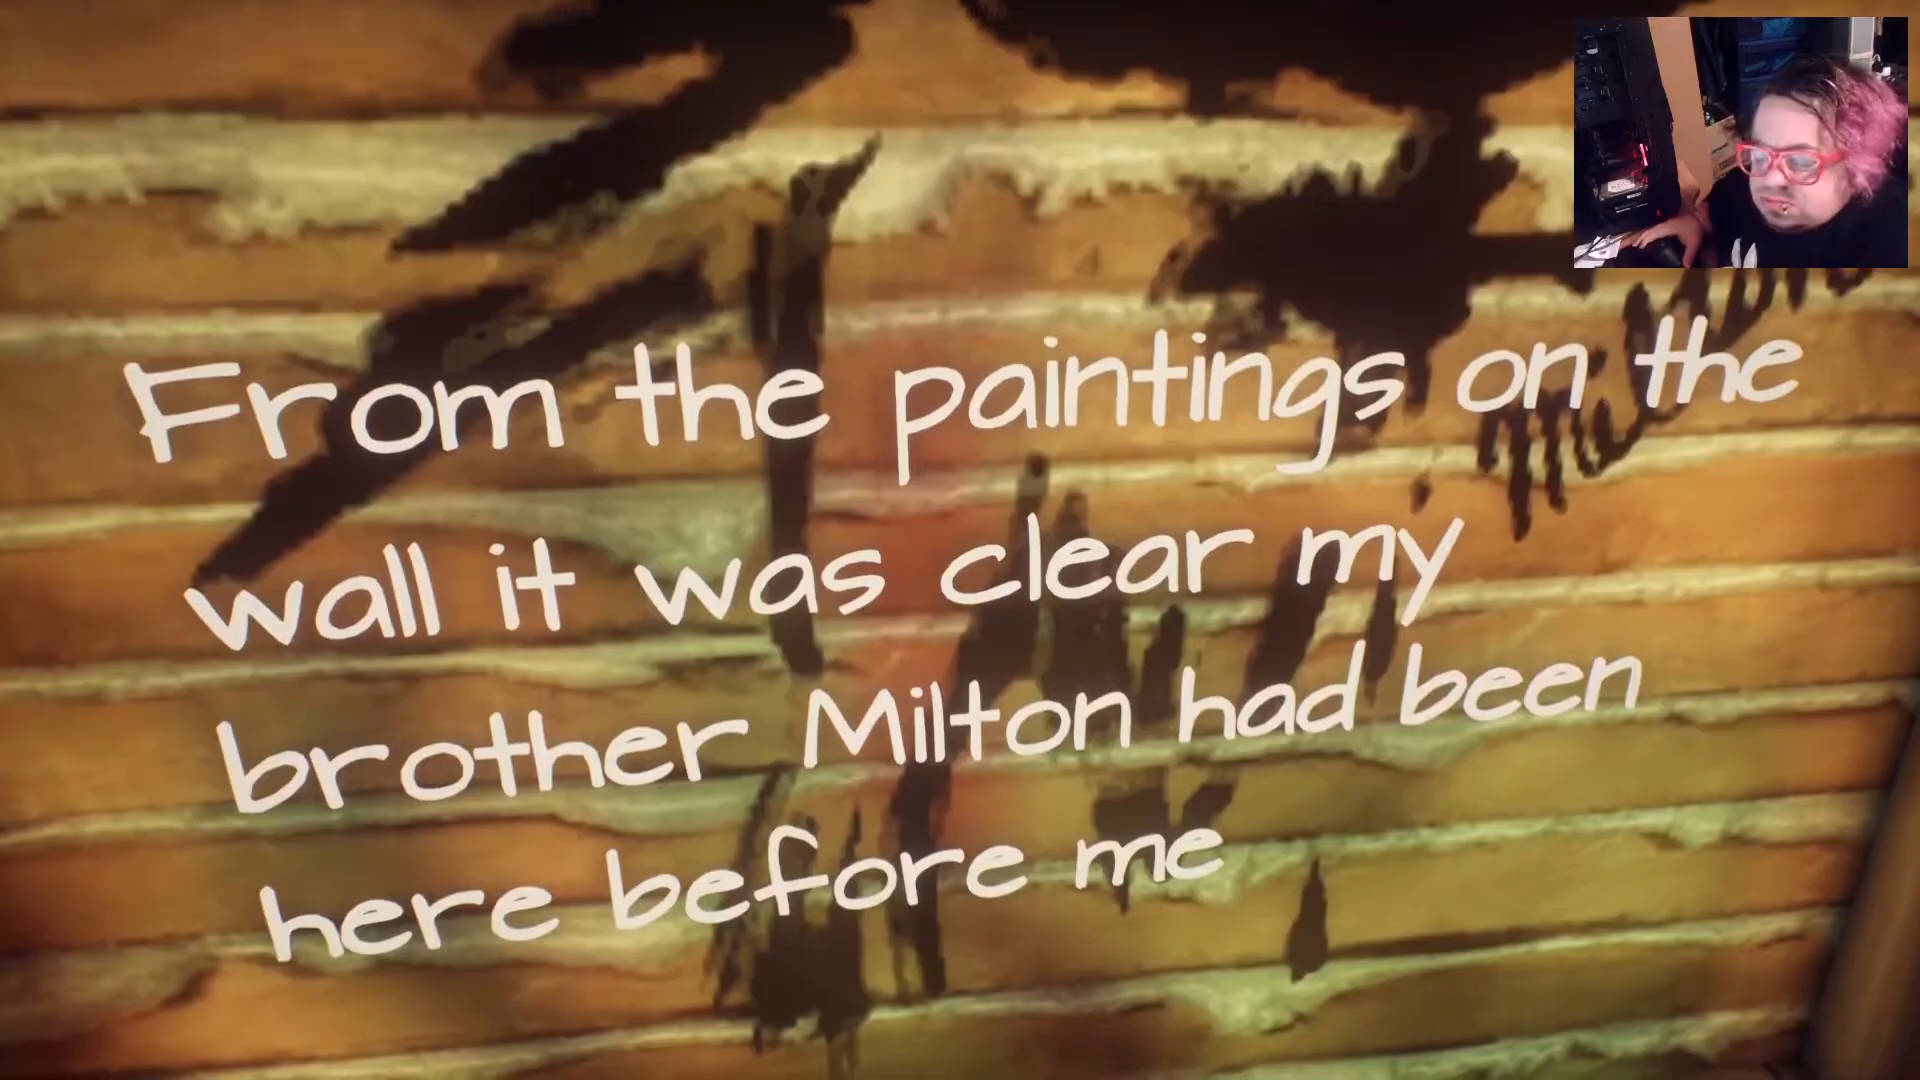 From the paintings on the
wall it was clear my
brother Milton had been
here before me